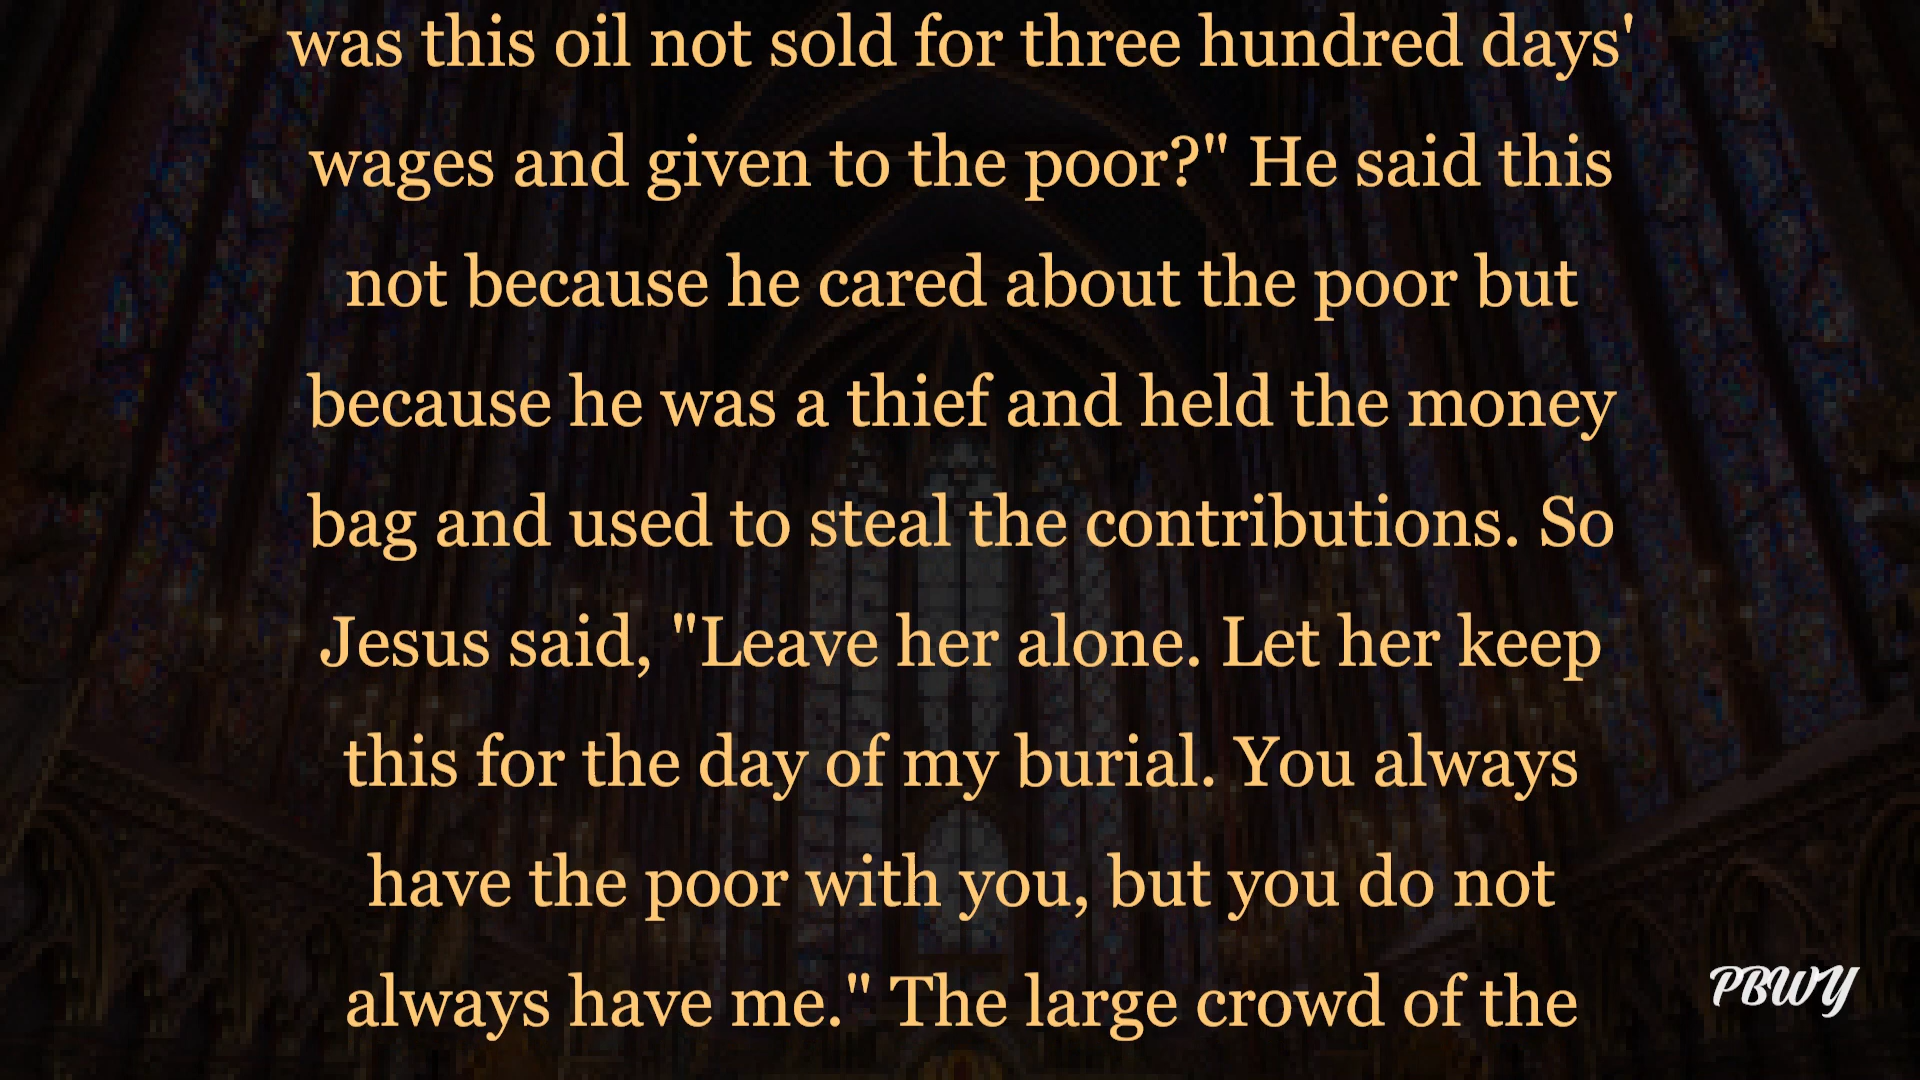 was this oil not sold for three hundred days'
wages and given to the poor?" He said this
not because he cared about the poor but
because he was a thief and held the money
bag and used to steal the contributions. So
Jesus said, "Leave her alone. Let her keep
this for the day of my burial. You always
have the poor with you, but you do not
always have me." The large crowd of the
PBWY